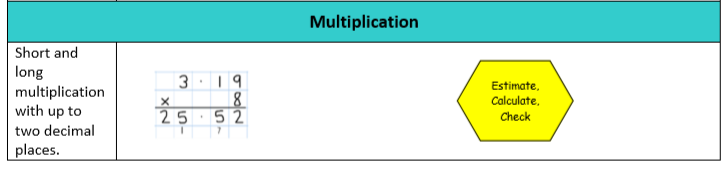 Multiplication
Short and
long
multiplication
with up to
two decimal
places.
3 . 1 9
x 8
2 5 . 5 2
1 7
Estimate,
Calculate,
Check